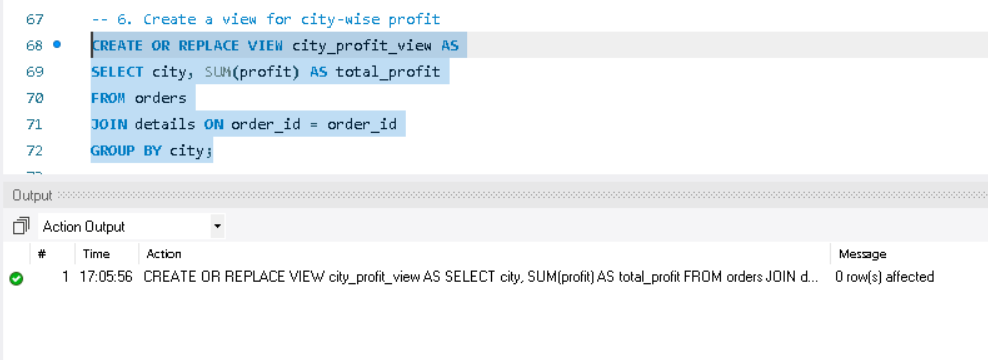 67 -- 6. Create a view for city-wise profit
68 CREATE OR REPLACE VIEW city_profit_view AS
69 SELECT city, SUM(profit) AS total_profit
70 FROM orders
71 JOIN details ON order_id = order_id
72 GROUP BY city;
Output
Action Output
# Time Action Message
1 17:05:56 CREATE OR REPLACE VIEW city_profit_view AS SELECT city, SUM(profit) AS total_profit FROM orders JOIN d... 0 row(s) affected